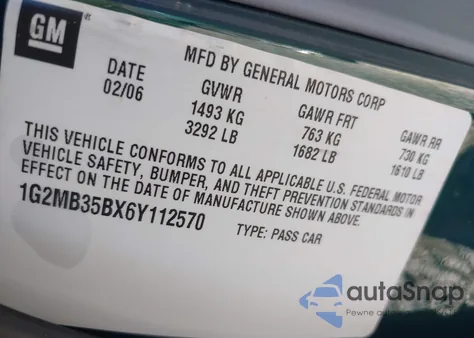 GM
MFD BY GENERAL MOTORS CORP
DATE GVWR GAWR FRT GAWR RR
02/06 1493 KG 763 KG 730 KG
3292 LB 1682 LB 1610 LB
THIS VEHICLE CONFORMS TO ALL APPLICABLE U.S. FEDERAL MOTOR
VEHICLE SAFETY, BUMPER, AND THEFT PREVENTION STANDARDS IN
EFFECT ON THE DATE OF MANUFACTURE SHOWN ABOVE.
1G2MB35BX6Y112570
TYPE: PASS CAR
autoSnap
Pewne auto